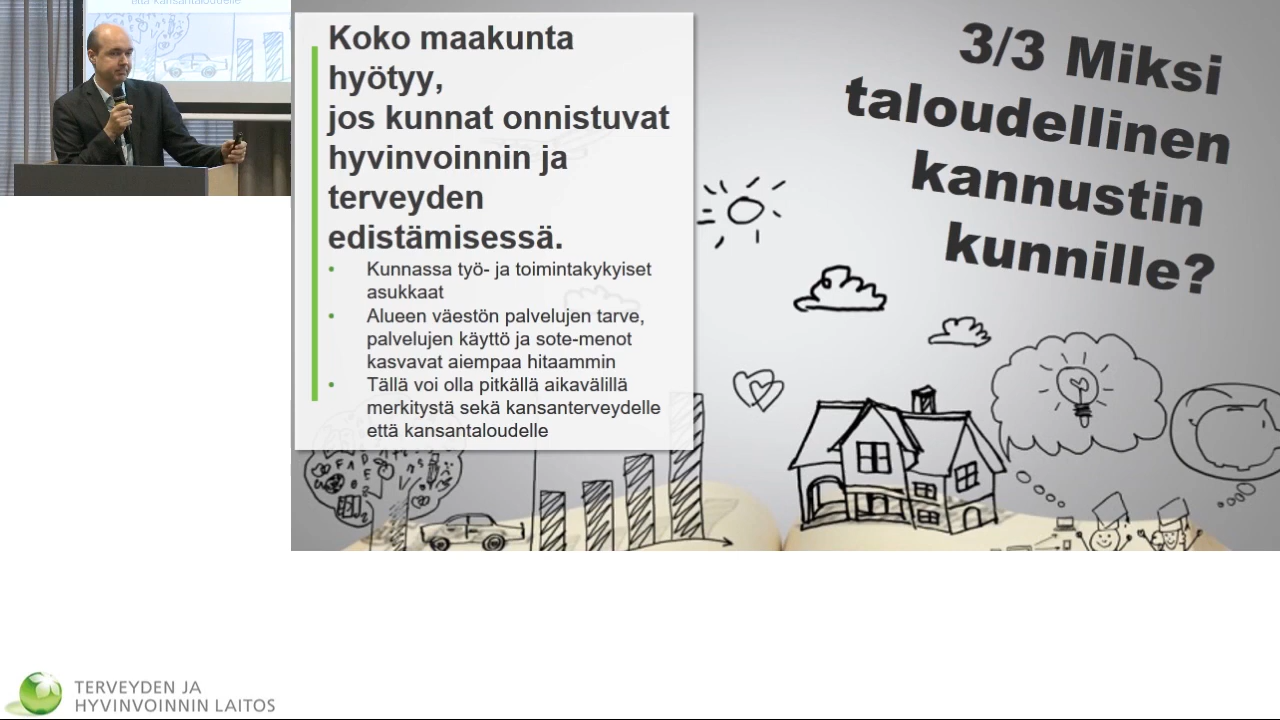 että kansantaloudelle
Koko maakunta
hyötyy,
jos kunnat onnistuvat
hyvinvoinnin ja
terveyden
edistämisessä.
• Kunnassa työ- ja toimintakykyiset
asukkaat
• Alueen väestön palvelujen tarve,
palvelujen käyttö ja sote-menot
kasvavat aiempaa hitaammin
• Tällä voi olla pitkällä aikavälillä
merkitystä sekä kansanterveydelle
että kansantaloudelle
3/3 Miksi
taloudellinen
kannustin
kunnille?
TERVEYDEN JA
HYVINVOINNIN LAITOS